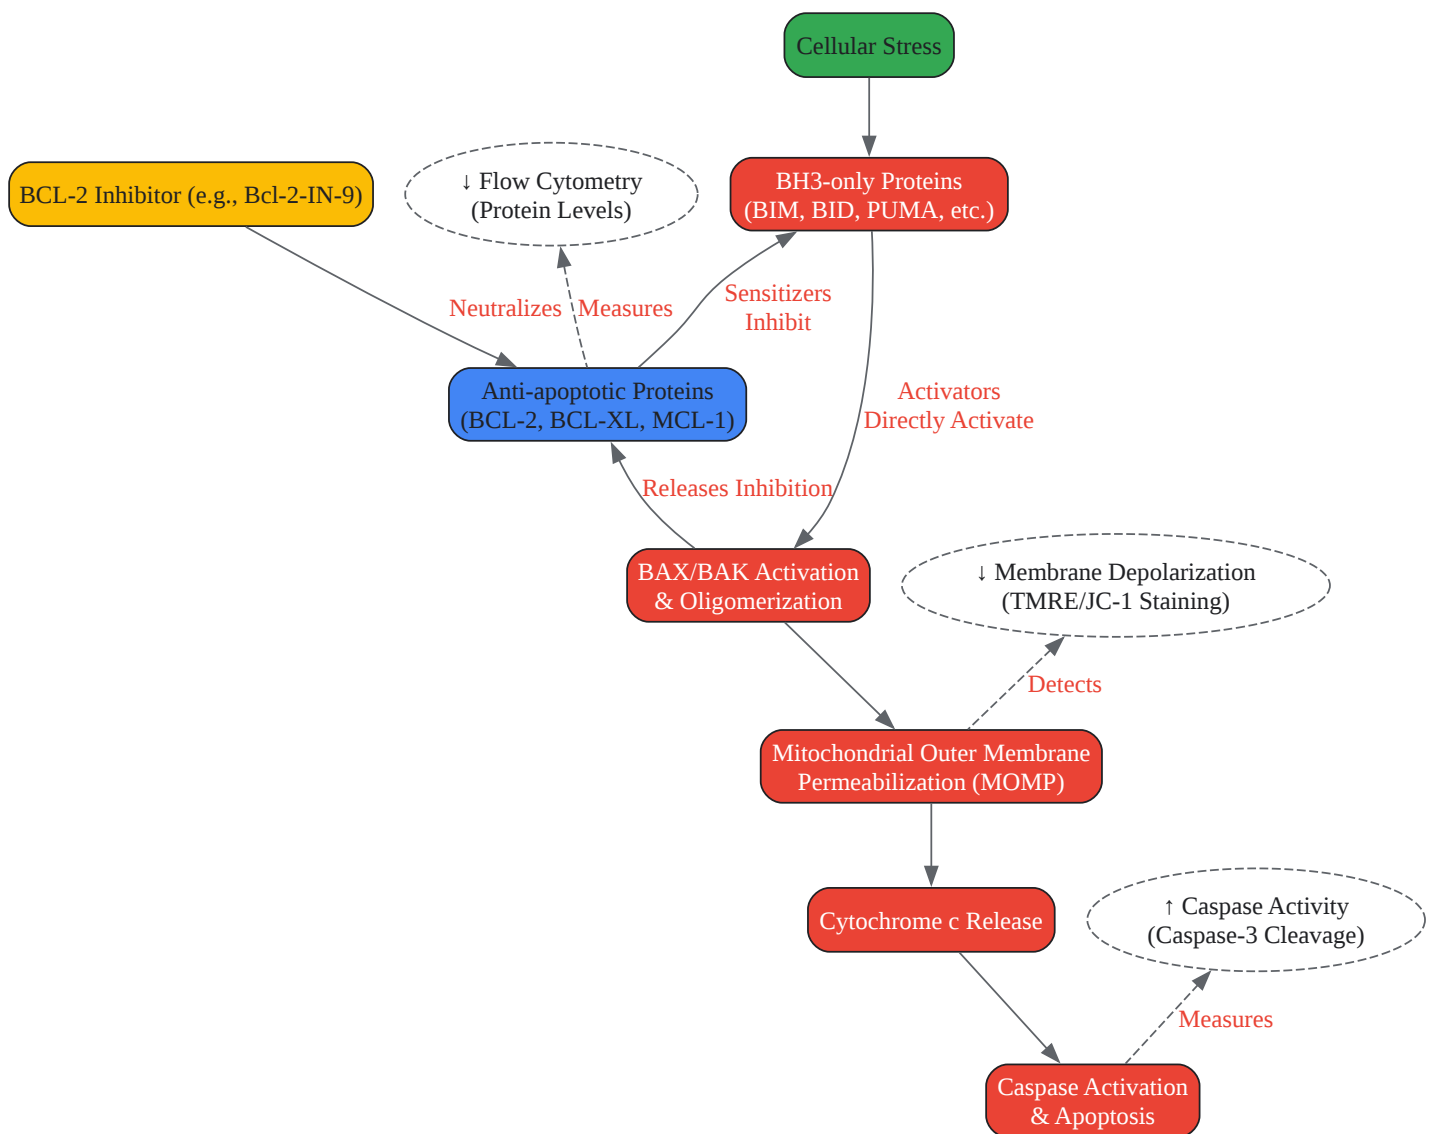 Cellular Stress
BCL-2 Inhibitor (e.g., Bcl-2-IN-9)
↓ Flow Cytometry
(Protein Levels)
BH3-only Proteins
(BIM, BID, PUMA, etc.)
Neutralizes
Measures
Sensitizers
Inhibit
Anti-apoptotic Proteins
(BCL-2, BCL-XL, MCL-1)
Activators
Directly Activate
Releases Inhibition
BAX/BAK Activation
& Oligomerization
↓ Membrane Depolarization
(TMRE/JC-1 Staining)
Detects
Mitochondrial Outer Membrane
Permeabilization (MOMP)
Cytochrome c Release
↑ Caspase Activity
(Caspase-3 Cleavage)
Measures
Caspase Activation
& Apoptosis